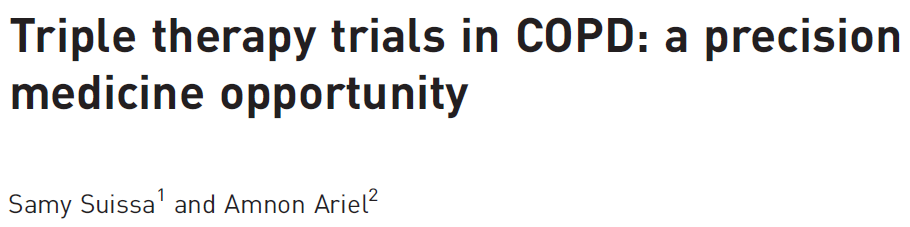 Triple therapy trials in COPD: a precision
medicine opportunity
Samy Suissa1 and Amnon Ariel2